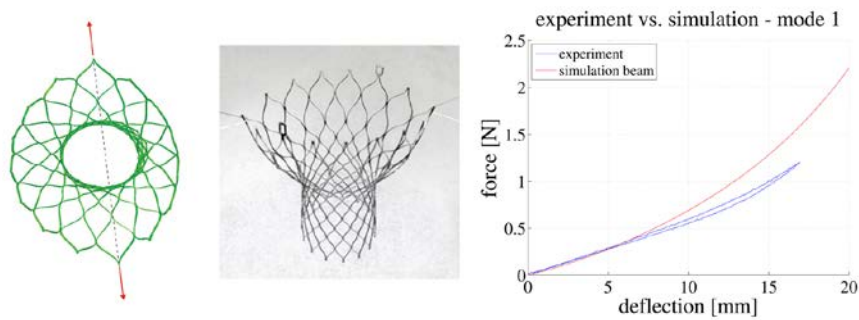 experiment vs. simulation - mode 1
2.5
experiment
simulation beam
2
1.5
force [N]
1
0.5
0
0
5
10
15
20
deflection [mm]